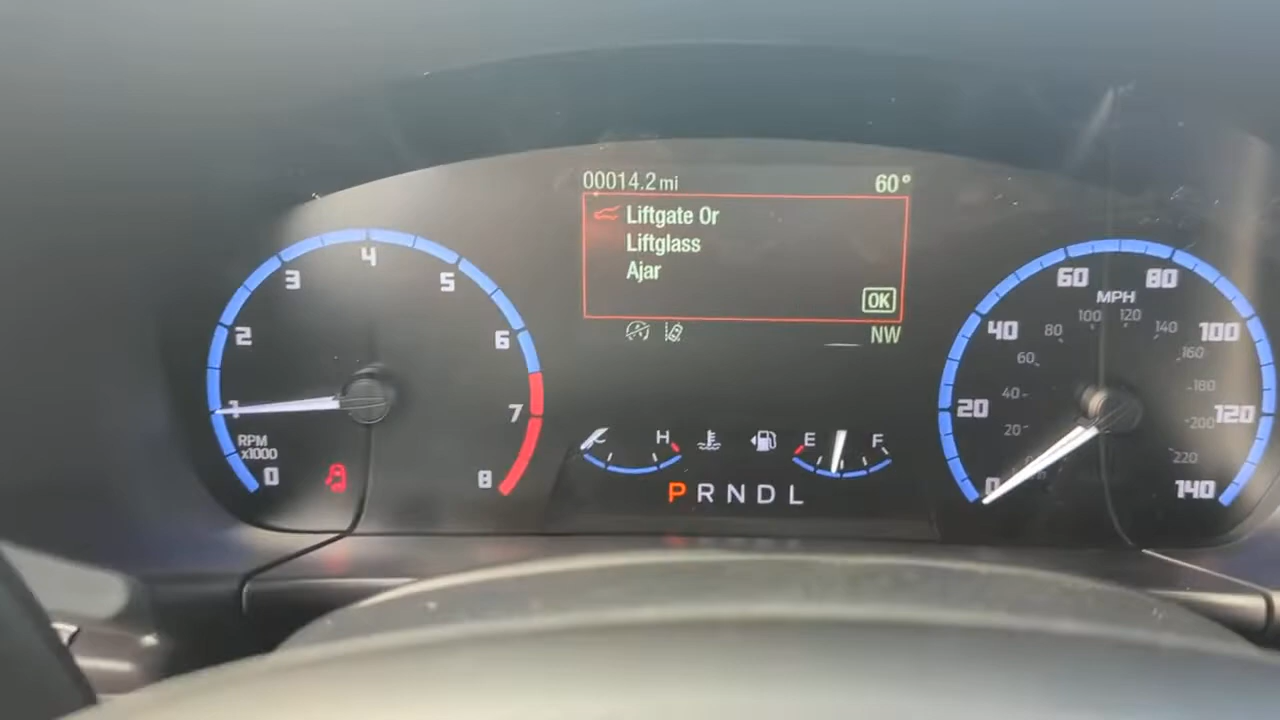 00014.2 mi 60°
Liftgate Or
Liftglass
Ajar
OK
NW
0 1 2 3 4 5 6 7 8
RPM
x1000
H
E F
P R N D L
0 20 40 60 80 100 120 140
MPH
20 40 60 80 100 120 140 160 180 200 220